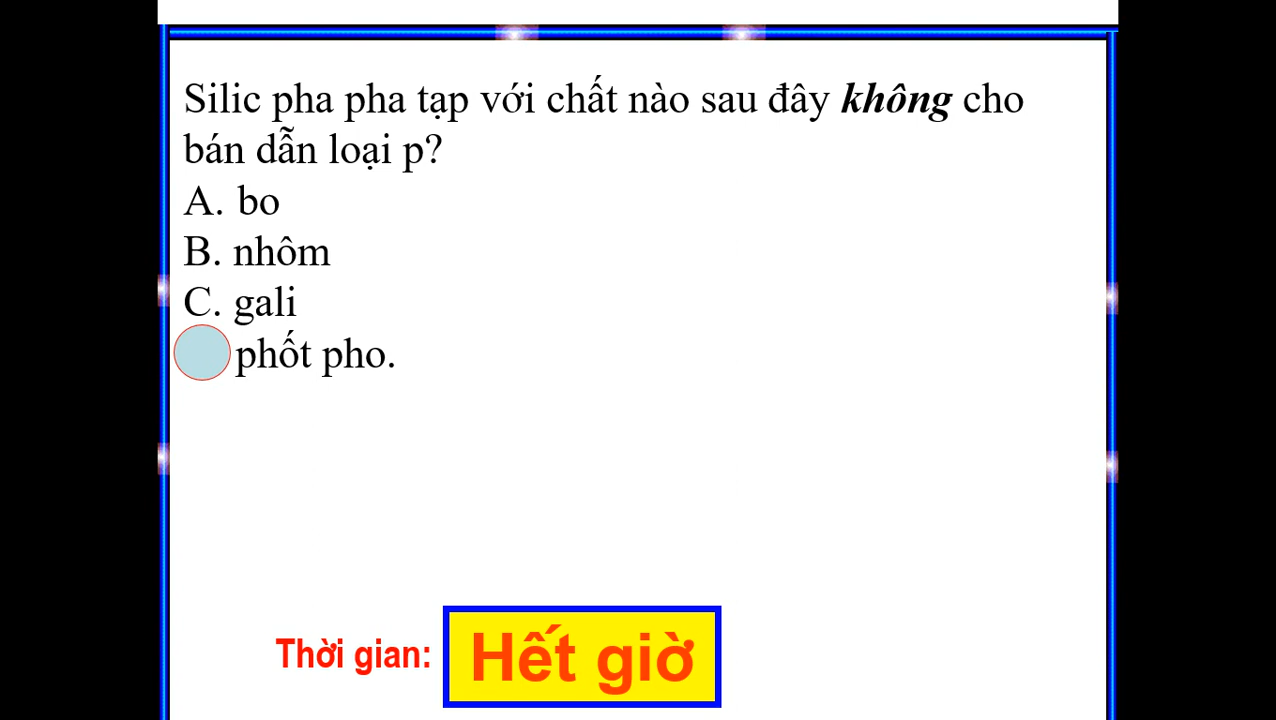 Silic pha pha tạp với chất nào sau đây không cho
bán dẫn loại p?
A. bo
B. nhôm
C. gali
phốt pho.
Thời gian: Hết giờ